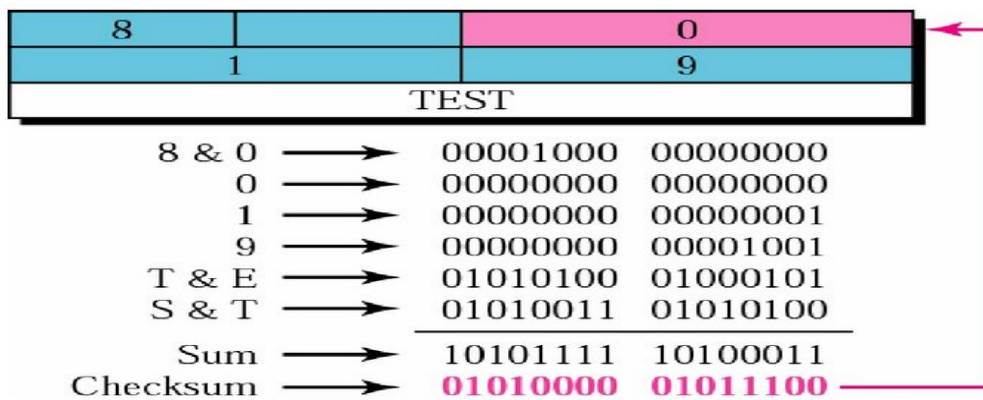 8 0
1 9
TEST
8 & 0 00001000 00000000
0 00000000 00000000
1 00000000 00000001
9 00000000 00001001
T & E 01010100 01000101
S & T 01010011 01010100
Sum 10101111 10100011
Checksum 01010000 01011100